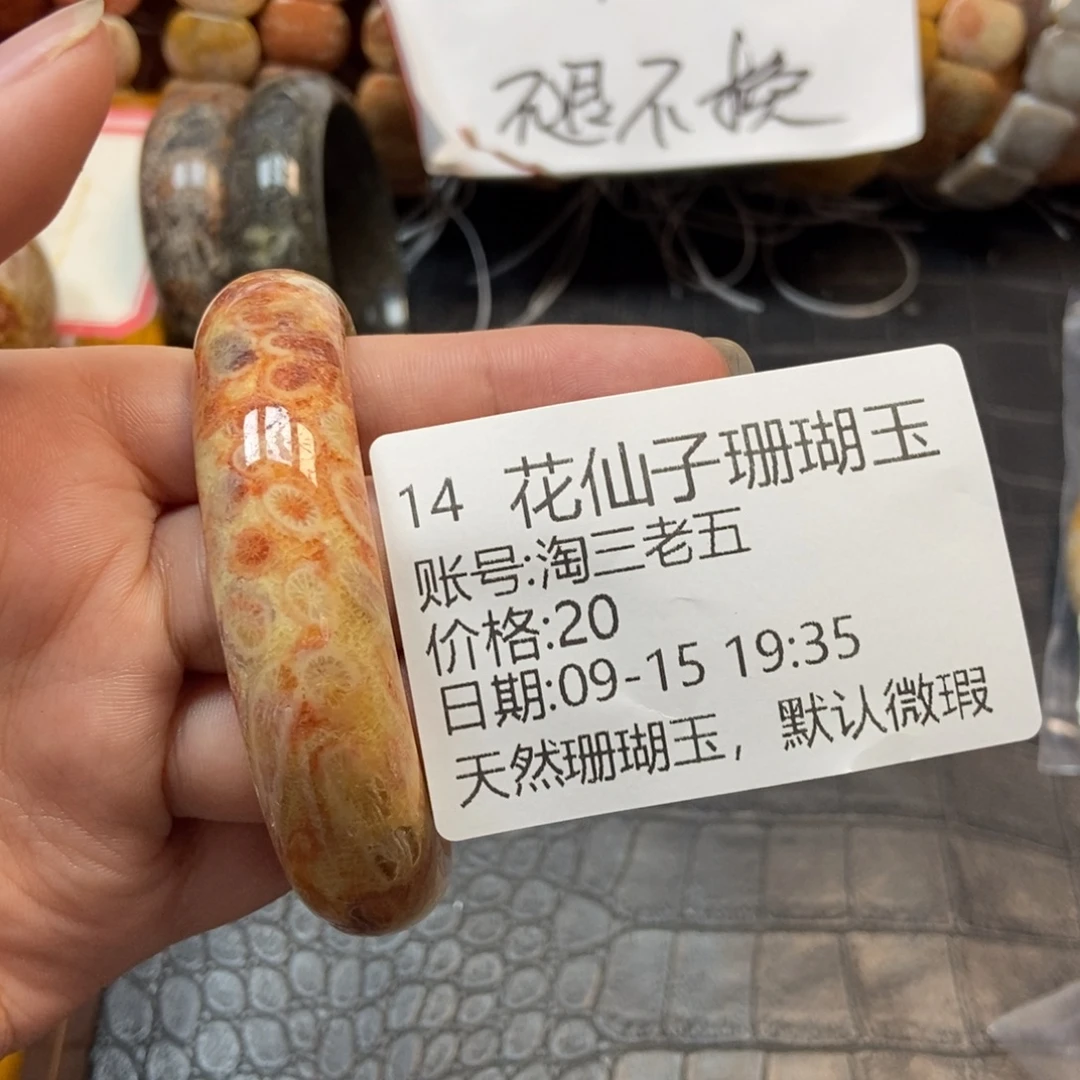 不退不换
14 花仙子珊瑚玉
账号:淘三老五
价格:20
日期:09-15 19:35
天然珊瑚玉，默认微瑕